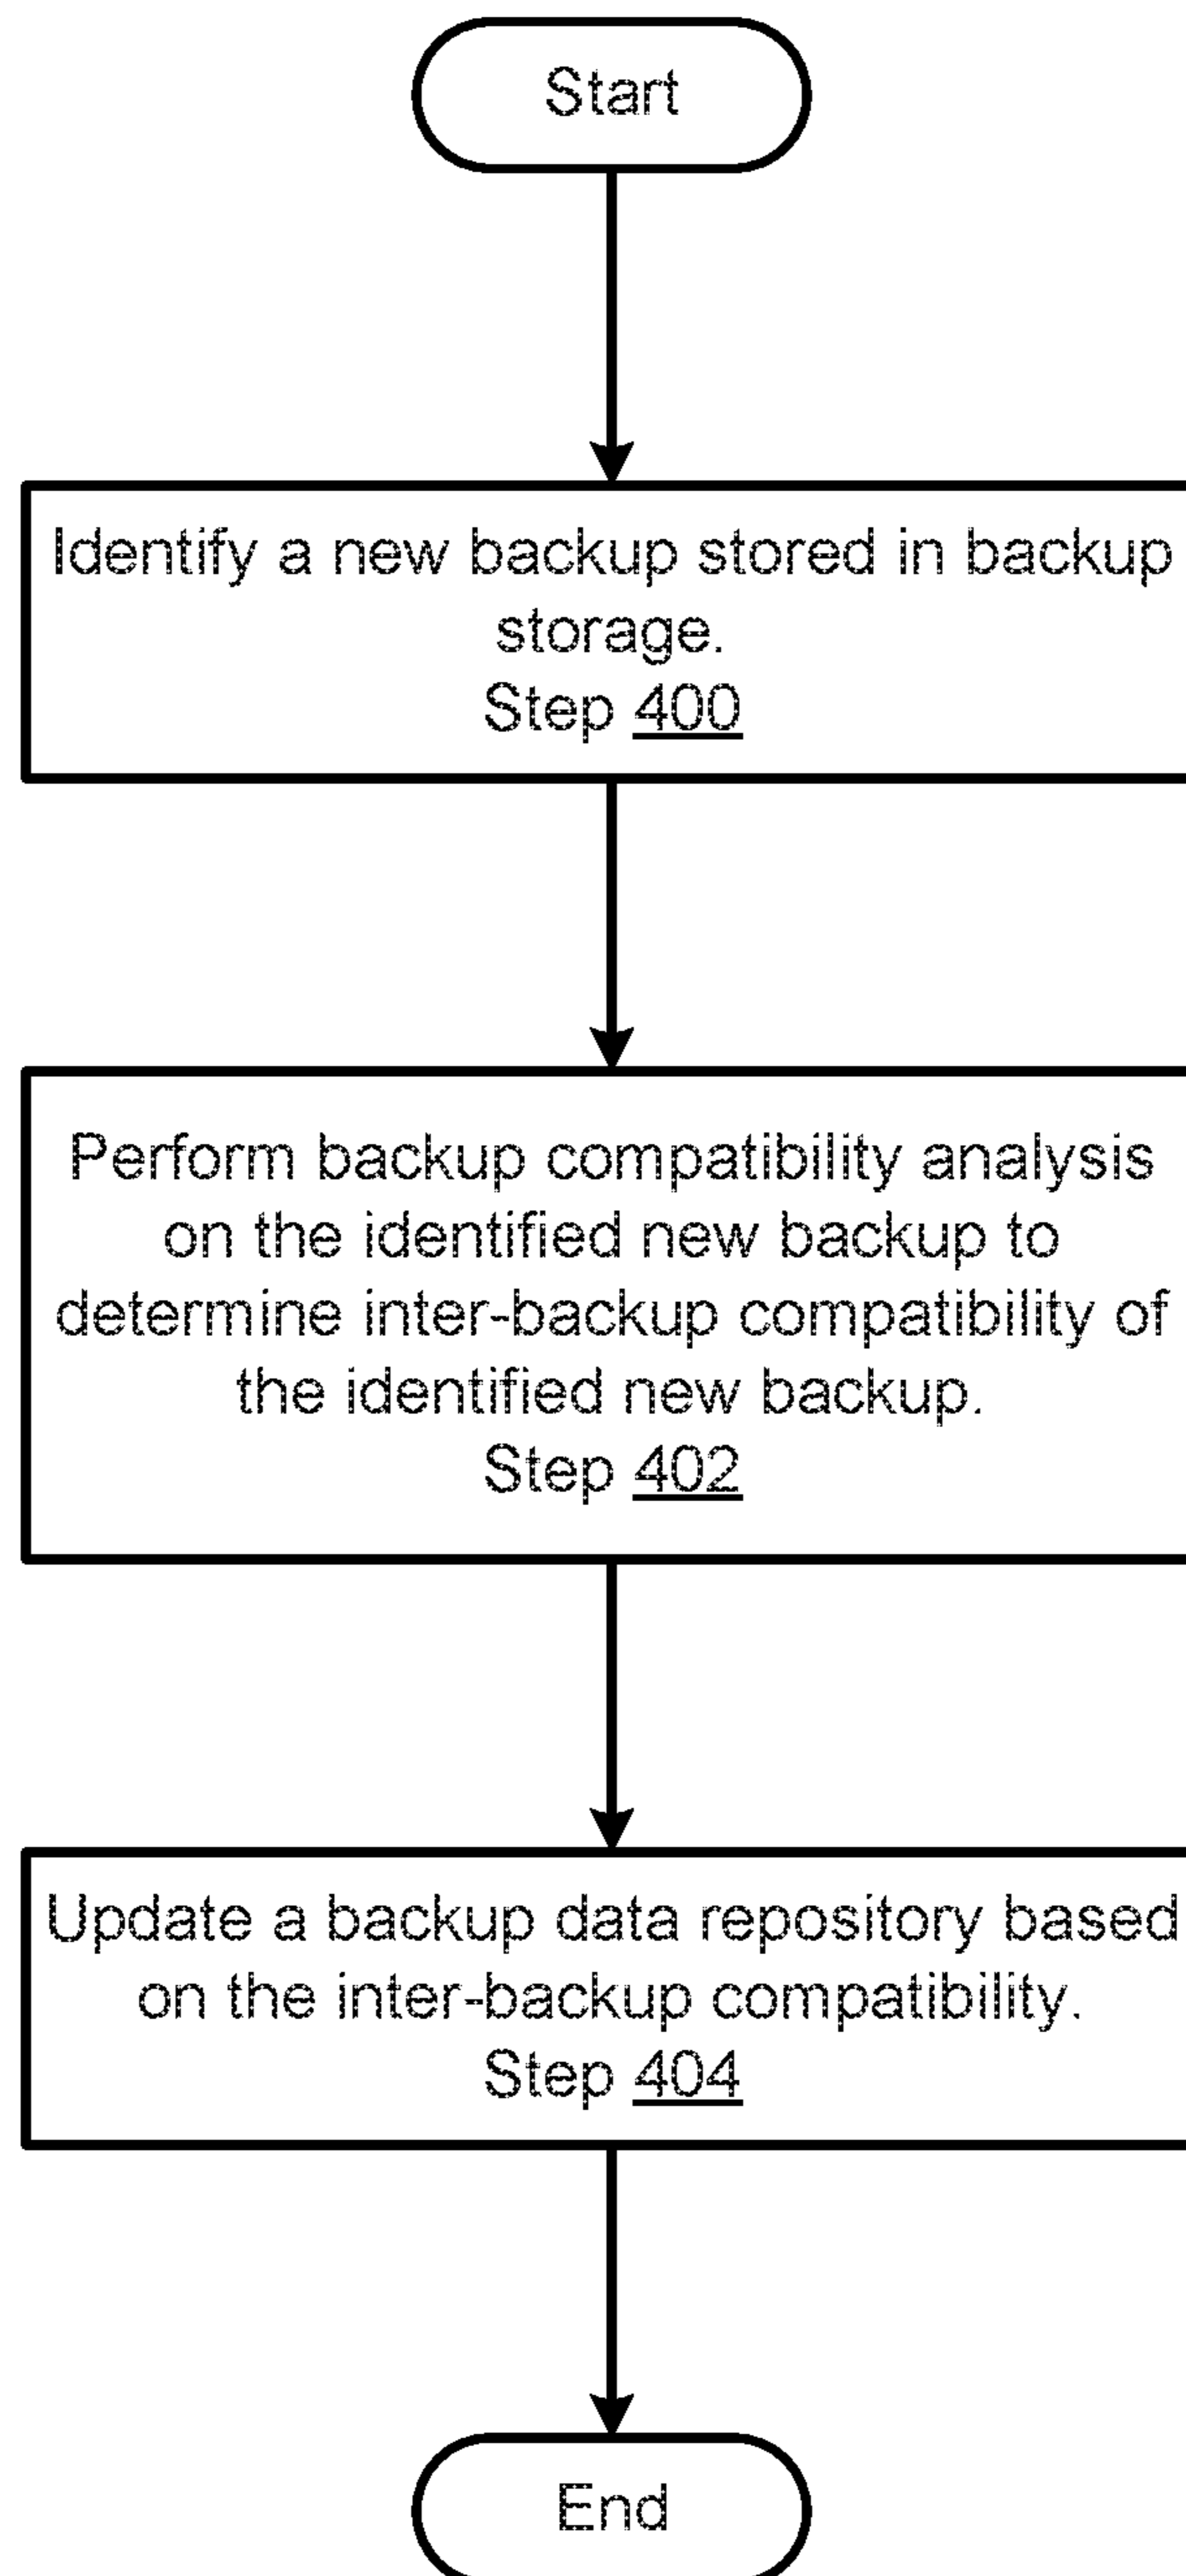 Start
Identify a new backup stored in backup
storage.
Step 400
Perform backup compatibility analysis
on the identified new backup to
determine inter-backup compatibility of
the identified new backup.
Step 402
Update a backup data repository based
on the inter-backup compatibility.
Step 404
End